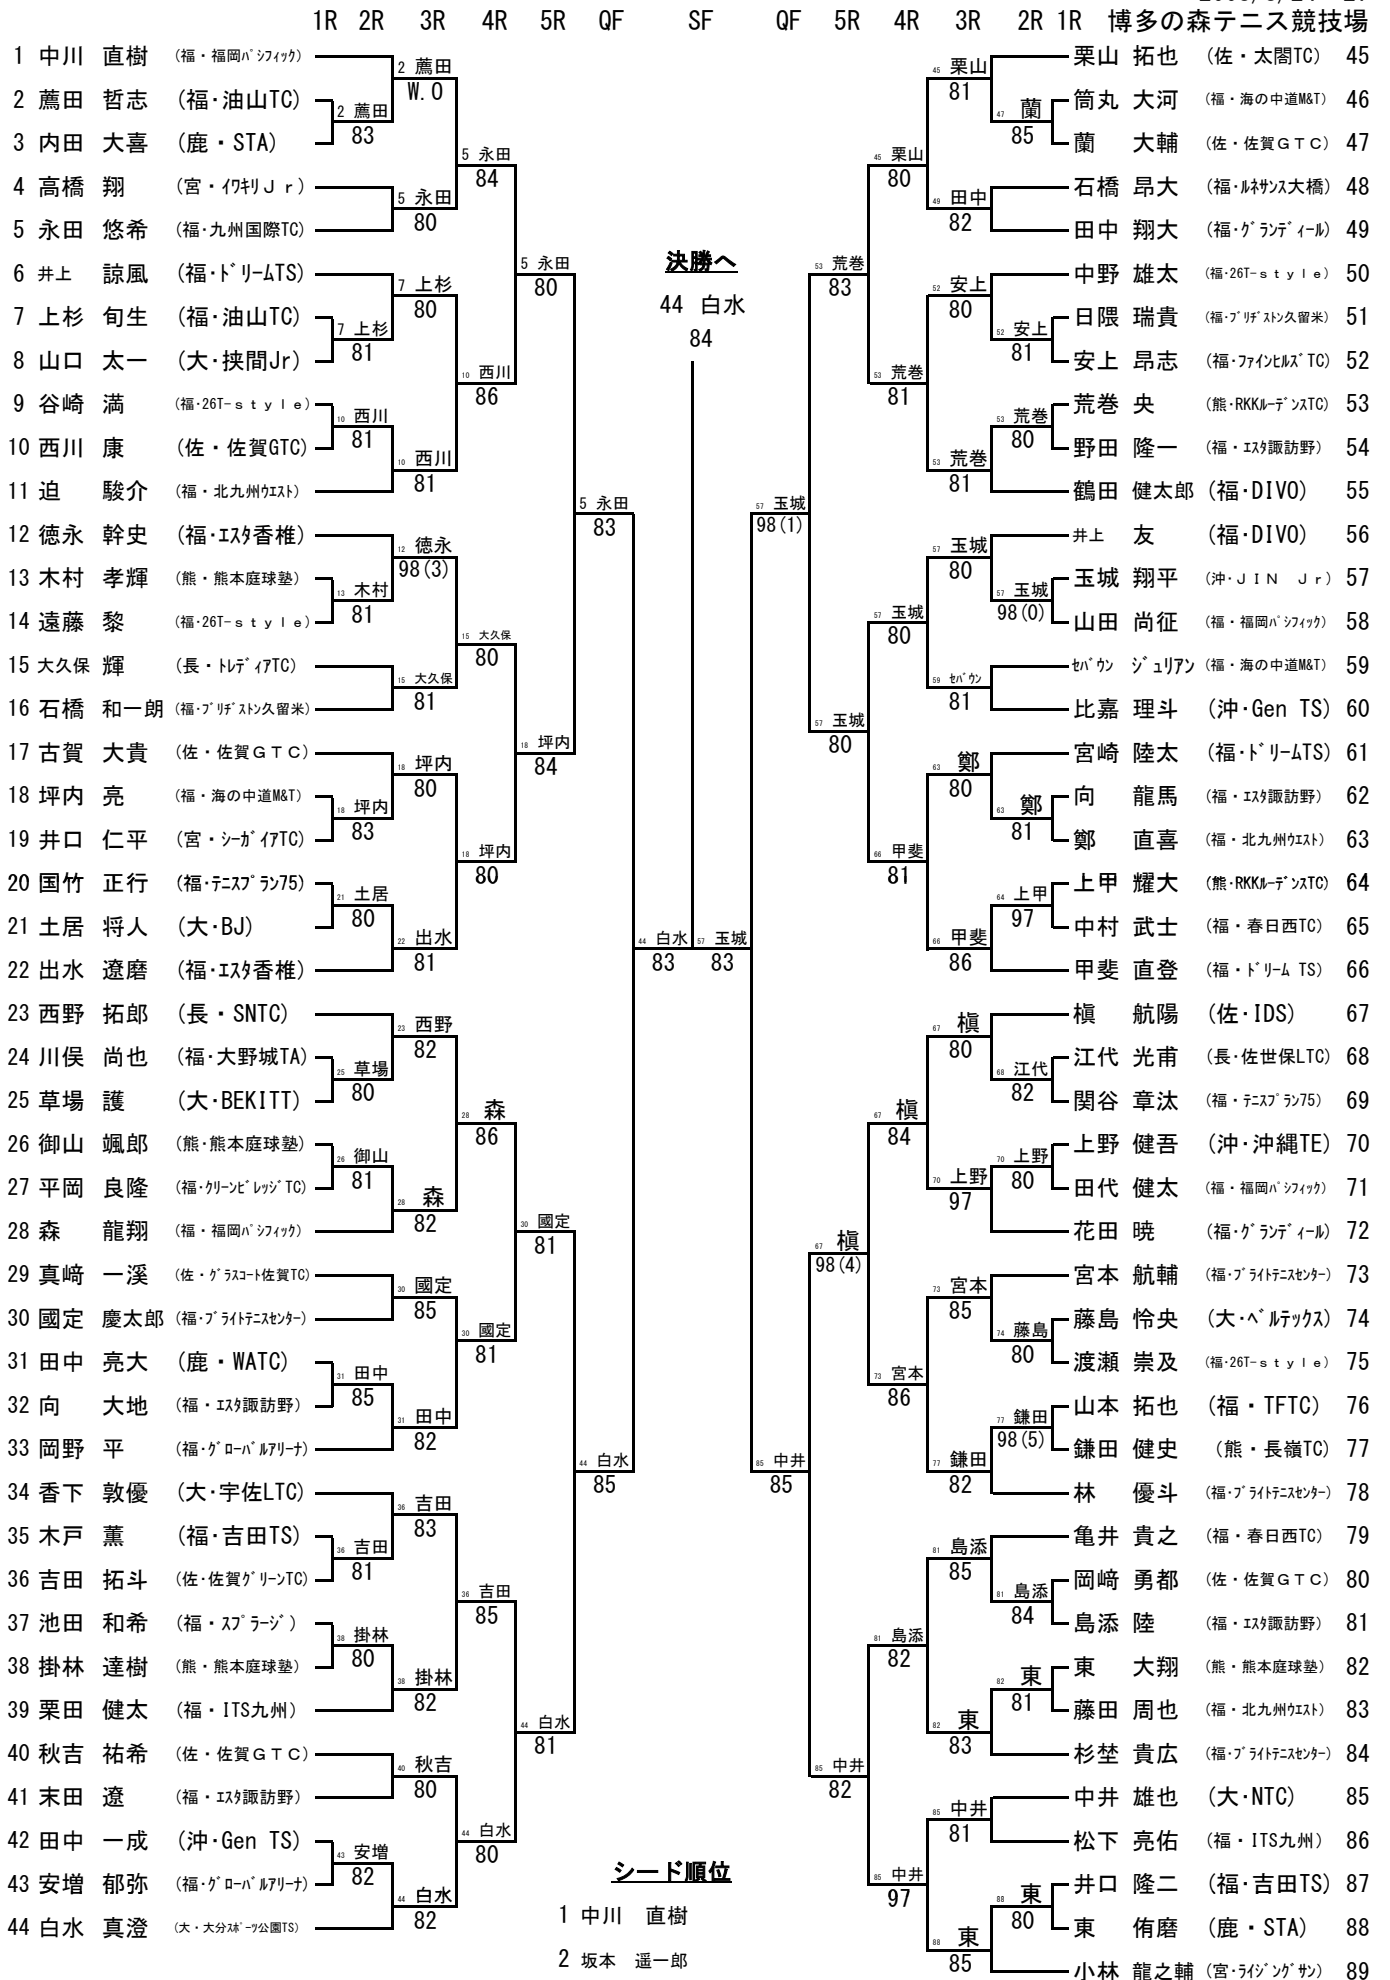 1R 2R 3R 4R 5R QF SF QF 5R 4R 3R 2R 1R 博多の森テニス競技場
1 中川 直樹 (福・福岡パシフィック)
2 薦田 哲志 (福・油山TC)
3 内田 大喜 (鹿・STA)
4 高橋 翔 (宮・イワキリJr)
5 永田 悠希 (福・九州国際TC)
6 井上 諒風 (福・ドリームTS)
7 上杉 旬生 (福・油山TC)
8 山口 太一 (大・挟間Jr)
9 谷崎 満 (福・26T-style)
10 西川 康 (佐・佐賀GTC)
11 迫 駿介 (福・北九州ウエスト)
12 徳永 幹史 (福・エスタ香椎)
13 木村 孝輝 (熊・熊本庭球塾)
14 遠藤 黎 (福・26T-style)
15 大久保 輝 (長・トレディアTC)
16 石橋 和一朗 (福・ブリヂストン久留米)
17 古賀 大貴 (佐・佐賀GTC)
18 坪内 亮 (福・海の中道M&T)
19 井口 仁平 (宮・シーガイアTC)
20 国竹 正行 (福・テニスプラン75)
21 土居 将人 (大・BJ)
22 出水 遼磨 (福・エスタ香椎)
23 西野 拓郎 (長・SNTC)
24 川俣 尚也 (福・大野城TA)
25 草場 護 (大・BEKITT)
26 御山 颯郎 (熊・熊本庭球塾)
27 平岡 良隆 (福・クリーンビレッジTC)
28 森 龍翔 (福・福岡パシフィック)
29 真﨑 一溪 (佐・グラスコート佐賀TC)
30 國定 慶太郎 (福・ブライトテニスセンター)
31 田中 亮大 (鹿・WATC)
32 向 大地 (福・エスタ諏訪野)
33 岡野 平 (福・グローバルアリーナ)
34 香下 敦優 (大・宇佐LTC)
35 木戸 薫 (福・吉田TS)
36 吉田 拓斗 (佐・佐賀グリーンTC)
37 池田 和希 (福・スプラージ)
38 掛林 達樹 (熊・熊本庭球塾)
39 栗田 健太 (福・ITS九州)
40 秋吉 祐希 (佐・佐賀GTC)
41 末田 遼 (福・エスタ諏訪野)
42 田中 一成 (沖・Gen TS)
43 安増 郁弥 (福・グローバルアリーナ)
44 白水 真澄 (大・大分スポーツ公園TS)
2 薦田 83
7 上杉 81
10 西川 81
13 木村 81
18 坪内 83
21 土居 80
25 草場 80
26 御山 81
31 田中 85
36 吉田 81
38 掛林 80
43 安増 82
2 薦田 W.O
5 永田 80
7 上杉 80
10 西川 81
12 徳永 98(3)
15 大久保 81
18 坪内 80
22 出水 81
23 西野 82
28 森 82
30 國定 85
31 田中 82
36 吉田 83
38 掛林 82
40 秋吉 80
44 白水 82
5 永田 84
10 西川 86
15 大久保 80
18 坪内 80
28 森 86
30 國定 81
36 吉田 85
44 白水 80
5 永田 80
18 坪内 84
30 國定 81
44 白水 81
5 永田 83
44 白水 85
44 白水 83
決勝へ
44 白水
84
57 玉城 83
57 玉城 98(1)
85 中井 85
53 荒巻 83
57 玉城 80
67 槇 98(4)
85 中井 82
45 栗山 80
53 荒巻 81
57 玉城 80
66 甲斐 81
67 槇 84
73 宮本 86
81 島添 82
85 中井 97
45 栗山 81
49 田中 82
52 安上 80
53 荒巻 81
57 玉城 80
59 セバウン 81
63 鄭 80
66 甲斐 86
67 槇 80
70 上野 97
73 宮本 85
77 鎌田 82
81 島添 85
82 東 83
85 中井 81
88 東 85
47 蘭 85
52 安上 81
53 荒巻 80
57 玉城 98(0)
63 鄭 81
64 上甲 97
68 江代 82
70 上野 80
74 藤島 80
77 鎌田 98(5)
81 島添 84
82 東 81
88 東 80
栗山 拓也 (佐・太閤TC) 45
筒丸 大河 (福・海の中道M&T) 46
蘭 大輔 (佐・佐賀GTC) 47
石橋 昂大 (福・ルネサンス大橋) 48
田中 翔大 (福・グランディール) 49
中野 雄太 (福・26T-style) 50
日隈 瑞貴 (福・ブリヂストン久留米) 51
安上 昂志 (福・ファインヒルズTC) 52
荒巻 央 (熊・RKKルーデンスTC) 53
野田 隆一 (福・エスタ諏訪野) 54
鶴田 健太郎 (福・DIVO) 55
井上 友 (福・DIVO) 56
玉城 翔平 (沖・JIN Jr) 57
山田 尚征 (福・福岡パシフィック) 58
セバウン ジュリアン (福・海の中道M&T) 59
比嘉 理斗 (沖・Gen TS) 60
宮崎 陸太 (福・ドリームTS) 61
向 龍馬 (福・エスタ諏訪野) 62
鄭 直喜 (福・北九州ウエスト) 63
上甲 耀大 (熊・RKKルーデンスTC) 64
中村 武士 (福・春日西TC) 65
甲斐 直登 (福・ドリーム TS) 66
槇 航陽 (佐・IDS) 67
江代 光甫 (長・佐世保LTC) 68
関谷 章汰 (福・テニスプラン75) 69
上野 健吾 (沖・沖縄TE) 70
田代 健太 (福・福岡パシフィック) 71
花田 暁 (福・グランディール) 72
宮本 航輔 (福・ブライトテニスセンター) 73
藤島 怜央 (大・ベルテックス) 74
渡瀬 崇及 (福・26T-style) 75
山本 拓也 (福・TFTC) 76
鎌田 健史 (熊・長嶺TC) 77
林 優斗 (福・ブライトテニスセンター) 78
亀井 貴之 (福・春日西TC) 79
岡﨑 勇都 (佐・佐賀GTC) 80
島添 陸 (福・エスタ諏訪野) 81
東 大翔 (熊・熊本庭球塾) 82
藤田 周也 (福・北九州ウエスト) 83
杉埜 貴広 (福・ブライトテニスセンター) 84
中井 雄也 (大・NTC) 85
松下 亮佑 (福・ITS九州) 86
井口 隆二 (福・吉田TS) 87
東 侑磨 (鹿・STA) 88
小林 龍之輔 (宮・ライジングサン) 89
シード順位
1 中川 直樹
2 坂本 遥一郎